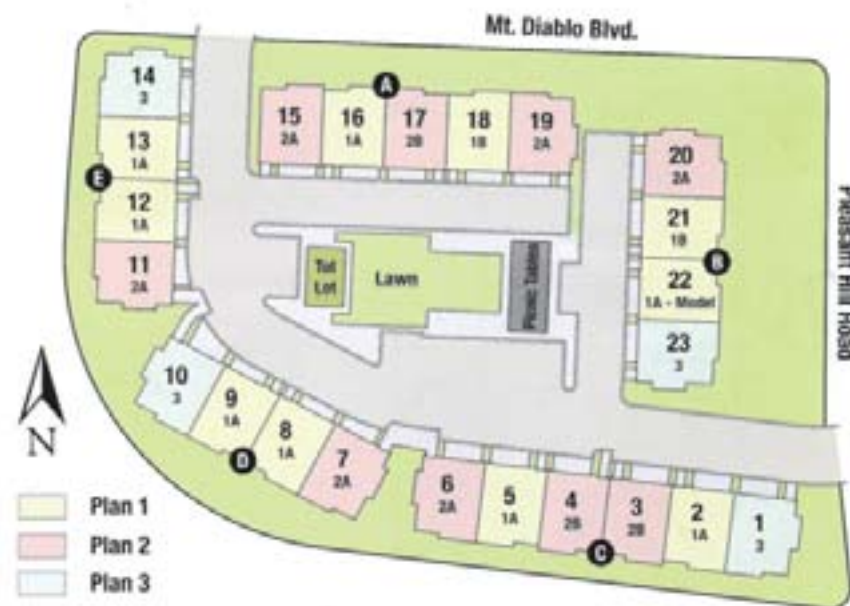 Mt. Diablo Blvd.
14
3
13
1A
E
12
1A
11
2A
A
15
2A
16
1A
17
2B
18
1B
19
2A
20
2A
21
1B
B
22
1A - Model
23
3
Pleasant Hill Road
Tot
Lot
Lawn
Picnic Tables
10
3
9
1A
8
1A
7
2A
D
6
2A
5
1A
4
2B
3
2B
2
1A
1
3
C
N
Plan 1
Plan 2
Plan 3